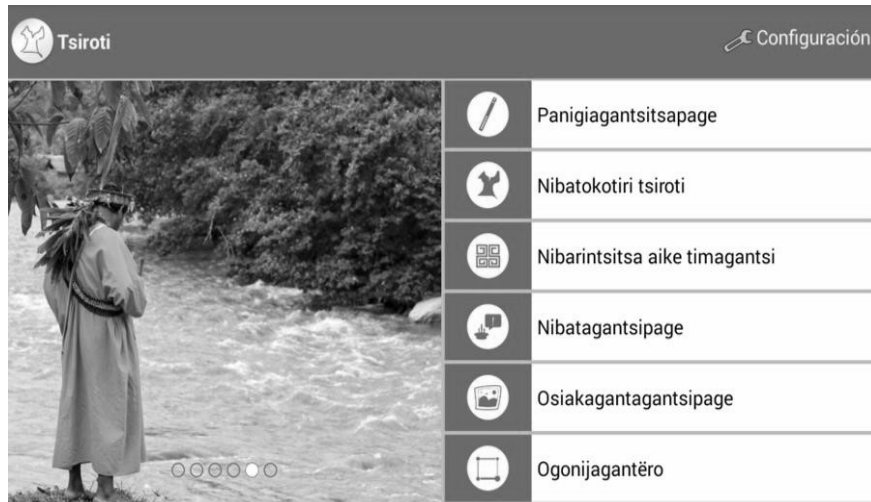 Tsiroti
Configuración
Panigiagantsitsapage
Nibatokotiri tsiroti
Nibarintsitsa aike timagantsi
Nibatagantsipage
Osiakagantagantsipage
Ogonijagantëro